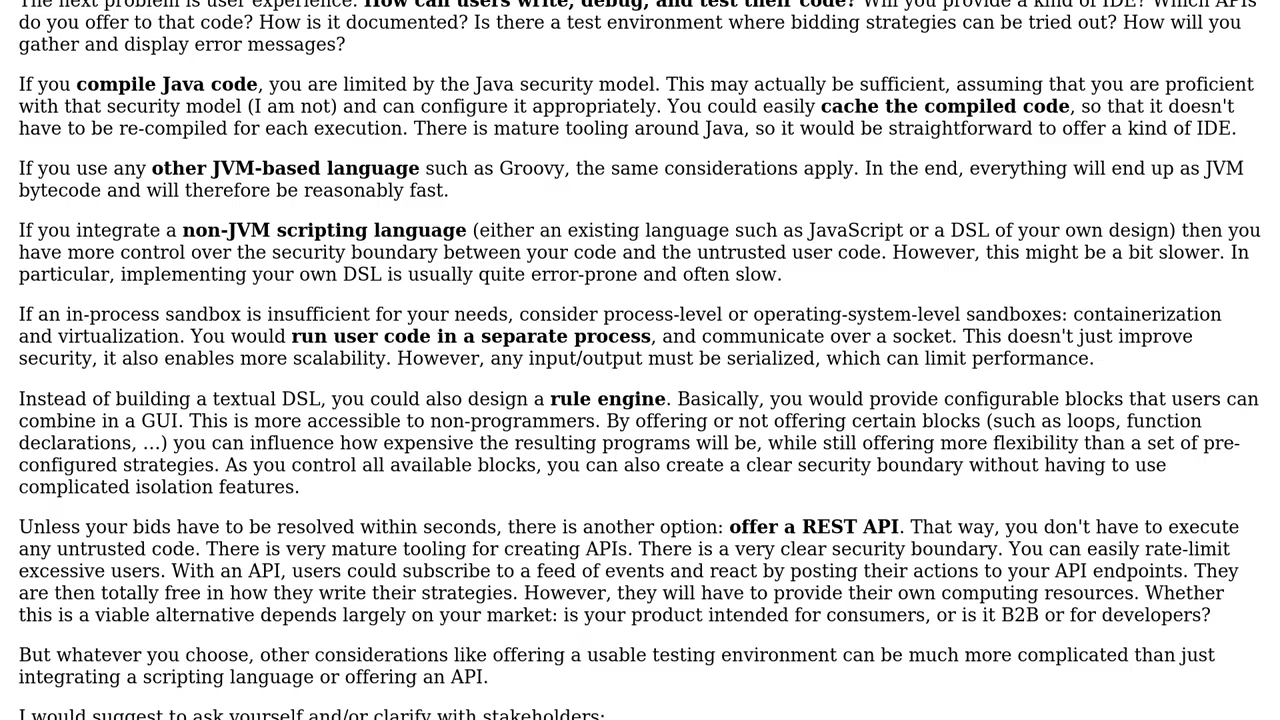 The next problem is user experience. How can users write, debug, and test their code? Will you provide a kind of IDE? Which APIs
do you offer to that code? How is it documented? Is there a test environment where bidding strategies can be tried out? How will you
gather and display error messages?
If you compile Java code, you are limited by the Java security model. This may actually be sufficient, assuming that you are proficient
with that security model (I am not) and can configure it appropriately. You could easily cache the compiled code, so that it doesn't
have to be re-compiled for each execution. There is mature tooling around Java, so it would be straightforward to offer a kind of IDE.
If you use any other JVM-based language such as Groovy, the same considerations apply. In the end, everything will end up as JVM
bytecode and will therefore be reasonably fast.
If you integrate a non-JVM scripting language (either an existing language such as JavaScript or a DSL of your own design) then you
have more control over the security boundary between your code and the untrusted user code. However, this might be a bit slower. In
particular, implementing your own DSL is usually quite error-prone and often slow.
If an in-process sandbox is insufficient for your needs, consider process-level or operating-system-level sandboxes: containerization
and virtualization. You would run user code in a separate process, and communicate over a socket. This doesn't just improve
security, it also enables more scalability. However, any input/output must be serialized, which can limit performance.
Instead of building a textual DSL, you could also design a rule engine. Basically, you would provide configurable blocks that users can
combine in a GUI. This is more accessible to non-programmers. By offering or not offering certain blocks (such as loops, function
declarations, …) you can influence how expensive the resulting programs will be, while still offering more flexibility than a set of pre-
configured strategies. As you control all available blocks, you can also create a clear security boundary without having to use
complicated isolation features.
Unless your bids have to be resolved within seconds, there is another option: offer a REST API. That way, you don't have to execute
any untrusted code. There is very mature tooling for creating APIs. There is a very clear security boundary. You can easily rate-limit
excessive users. With an API, users could subscribe to a feed of events and react by posting their actions to your API endpoints. They
are then totally free in how they write their strategies. However, they will have to provide their own computing resources. Whether
this is a viable alternative depends largely on your market: is your product intended for consumers, or is it B2B or for developers?
But whatever you choose, other considerations like offering a usable testing environment can be much more complicated than just
integrating a scripting language or offering an API.
I would suggest to ask yourself and/or clarify with stakeholders: